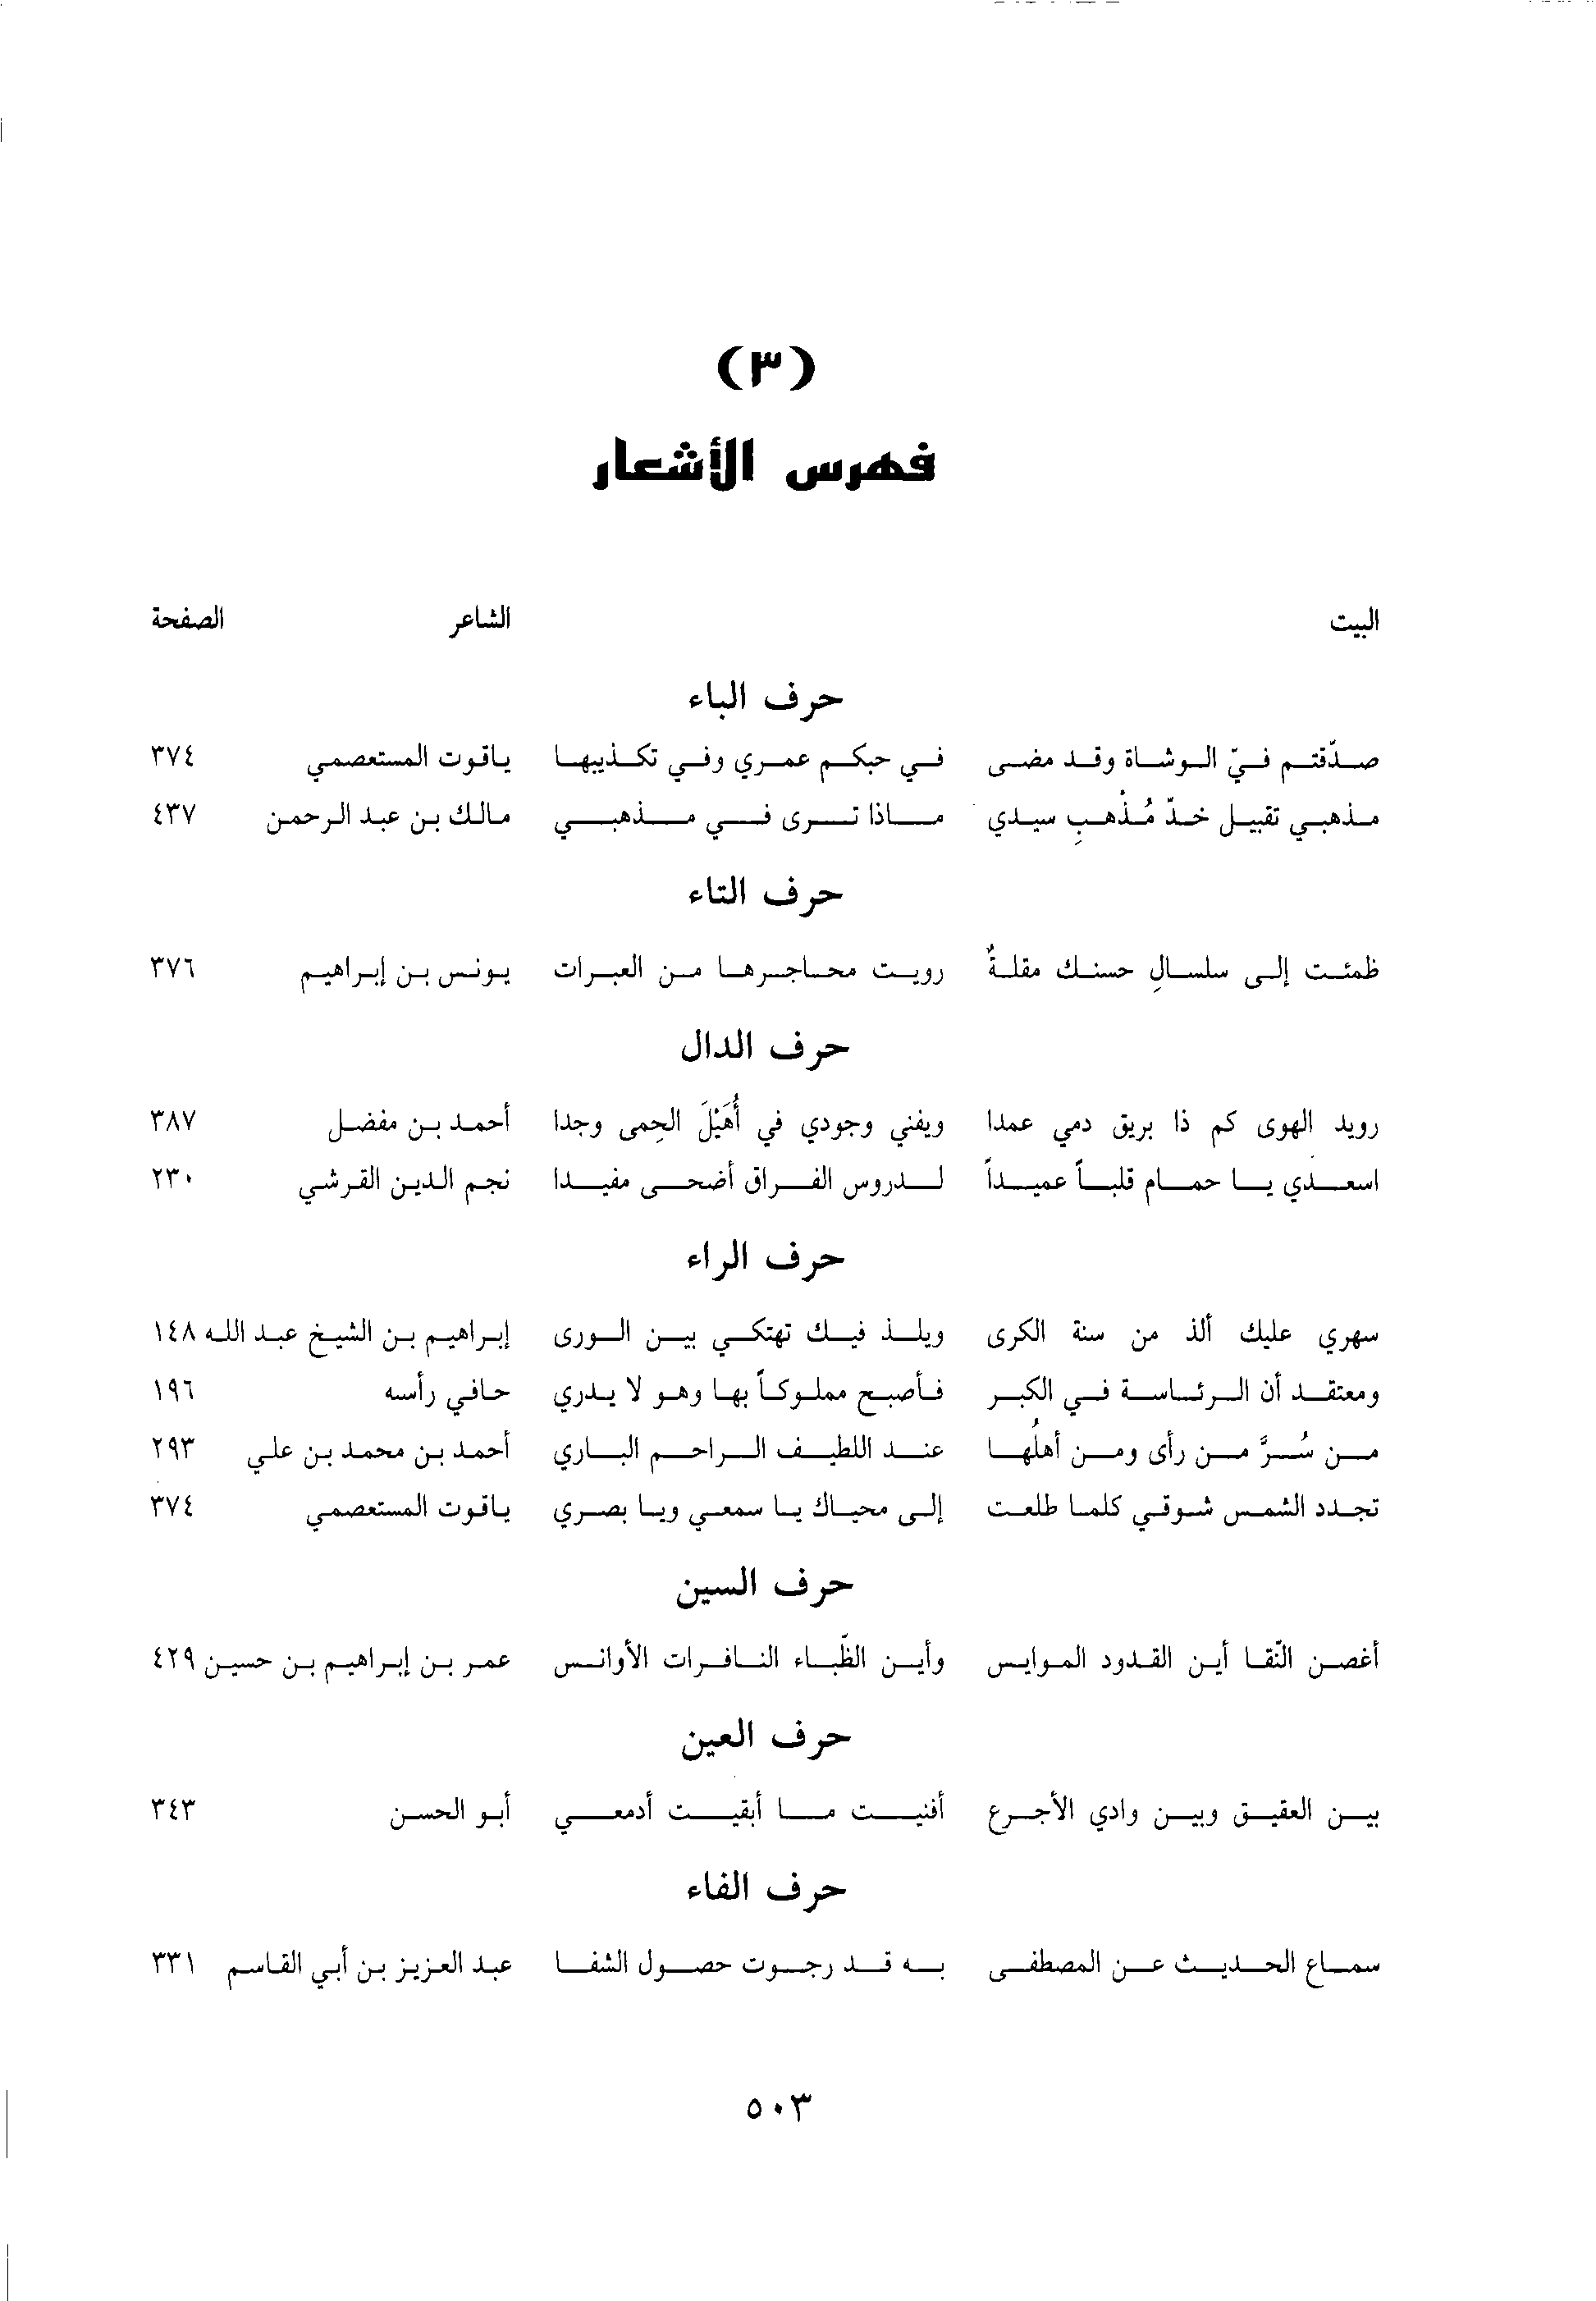 (٣)
فهرس الأشعار
البيت الشاعر الصفحة
حرف الباء
صدّقتم فيّ الوشاة وقد مضى في حبكم عمري وفي تكذيبها ياقوت المستعصمي ٣٧٤
مذهبي تقبيل خدّ مُذْهبِ سيدي ماذا ترى في مذهبي مالك بن عبد الرحمن ٤٣٧
حرف التاء
ظمئت إلى سلسالِ حسنك مقلةٌ رويت محاجرها من العبرات يونس بن إبراهيم ٣٧٦
حرف الدال
رويد الهوى كم ذا بريق دمي عمدا ويفني وجودي في أُهَيْلَ الحِمى وجدا أحمد بن مفضل ٣٨٧
اسعدي يا حمام قلباً عميداً لدروس الفراق أضحى مفيدا نجم الدين القرشي ٢٣٠
حرف الراء
سهري عليك ألذ من سنة الكرى ويلذ فيك تهتكي بين الورى إبراهيم بن الشيخ عبد الله ١٤٨
ومعتقد أن الرئاسة في الكبر فأصبح مملوكاً بها وهو لا يدري حافي رأسه ١٩٦
من سُرَّ من رأى ومن أهلُها عند اللطيف الراحم الباري أحمد بن محمد بن علي ٢٩٣
تجدد الشمس شوقي كلما طلعت إلى محياك يا سمعي ويا بصري ياقوت المستعصمي ٣٧٤
حرف السين
أغصن النّقا أين القدود الموايس وأين الظّباء النافرات الأوانس عمر بن إبراهيم بن حسين ٤٢٩
حرف العين
بين العقيق وبين وادي الأجرع أفنيت ما أبقيت أدمعي أبو الحسن ٣٤٣
حرف الفاء
سماع الحديث عن المصطفى به قد رجوت حصول الشفا عبد العزيز بن أبي القاسم ٣٣١
٥٠٣